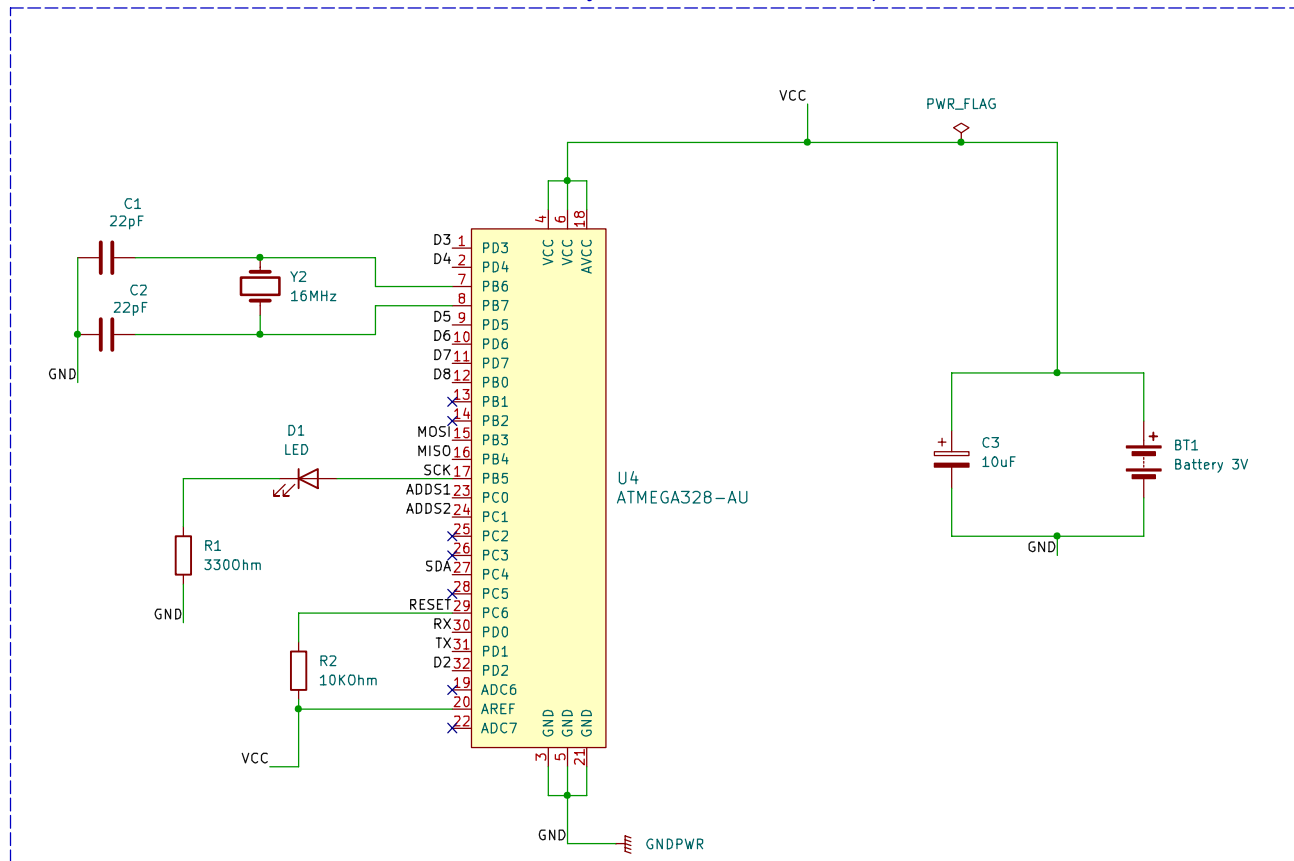 VCC
PWR_FLAG
C1
22pF
C2
22pF
Y2
16MHz
GND
4
6
18
VCC
VCC
AVCC
D3 1 PD3
D4 2 PD4
7 PB6
8 PB7
D5 9 PD5
D6 10 PD6
D7 11 PD7
D8 12 PB0
13 PB1
14 PB2
MOSI 15 PB3
MISO 16 PB4
SCK 17 PB5
ADDS1 23 PC0
ADDS2 24 PC1
25 PC2
26 PC3
SDA 27 PC4
28 PC5
RESET 29 PC6
RX 30 PD0
TX 31 PD1
D2 32 PD2
19 ADC6
20 AREF
22 ADC7
GND
GND
GND
3
5
21
U4
ATMEGA328-AU
D1
LED
R1
330Ohm
GND
R2
10KOhm
VCC
GND
GNDPWR
C3
10uF
BT1
Battery 3V
GND